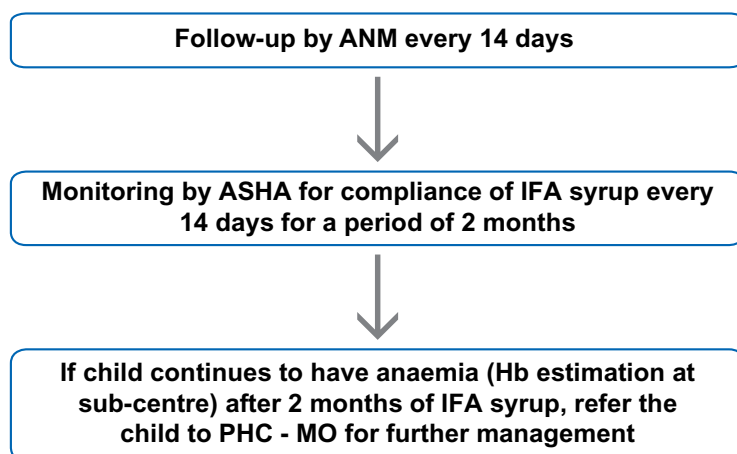 Follow-up by ANM every 14 days
Monitoring by ASHA for compliance of IFA syrup every
14 days for a period of 2 months
If child continues to have anaemia (Hb estimation at
sub-centre) after 2 months of IFA syrup, refer the
child to PHC - MO for further management